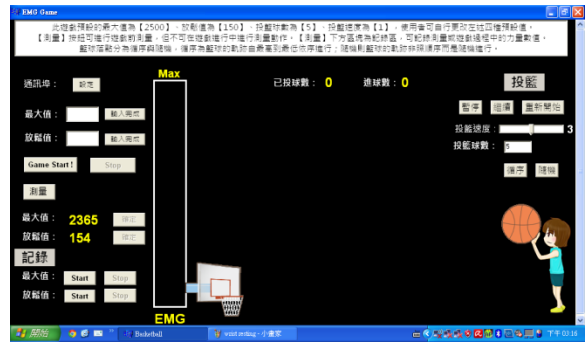 EMG Game
此遊戲預設的最大值為【2500】、放鬆值為【150】、投籃球數為【5】、投籃速度為【1】，使用者可自行更改左述四種預設值，
【測量】按鈕可進行遊戲前測量，但不可在遊戲進行中進行測量動作，【測量】下方區塊為記錄區，可記錄測量或遊戲過程中的力量數值，
籃球落點分為循序與隨機，循序為籃球的軌跡由最高到最低依序進行；隨機則籃球的軌跡非照順序而是隨機進行。
Max
通訊埠： 設定
已投球數： 0 進球數： 0
投籃
暫停 繼續 重新開始
最大值： 輸入完成
投籃速度： 3
放鬆值： 輸入完成
投籃球數： 5
Game Start! Stop
循序 隨機
測量
最大值： 2365 確定
放鬆值： 154 確定
記錄
最大值： Start Stop
放鬆值： Start Stop
EMG
開始 Basketball 小畫家 下午 03:16